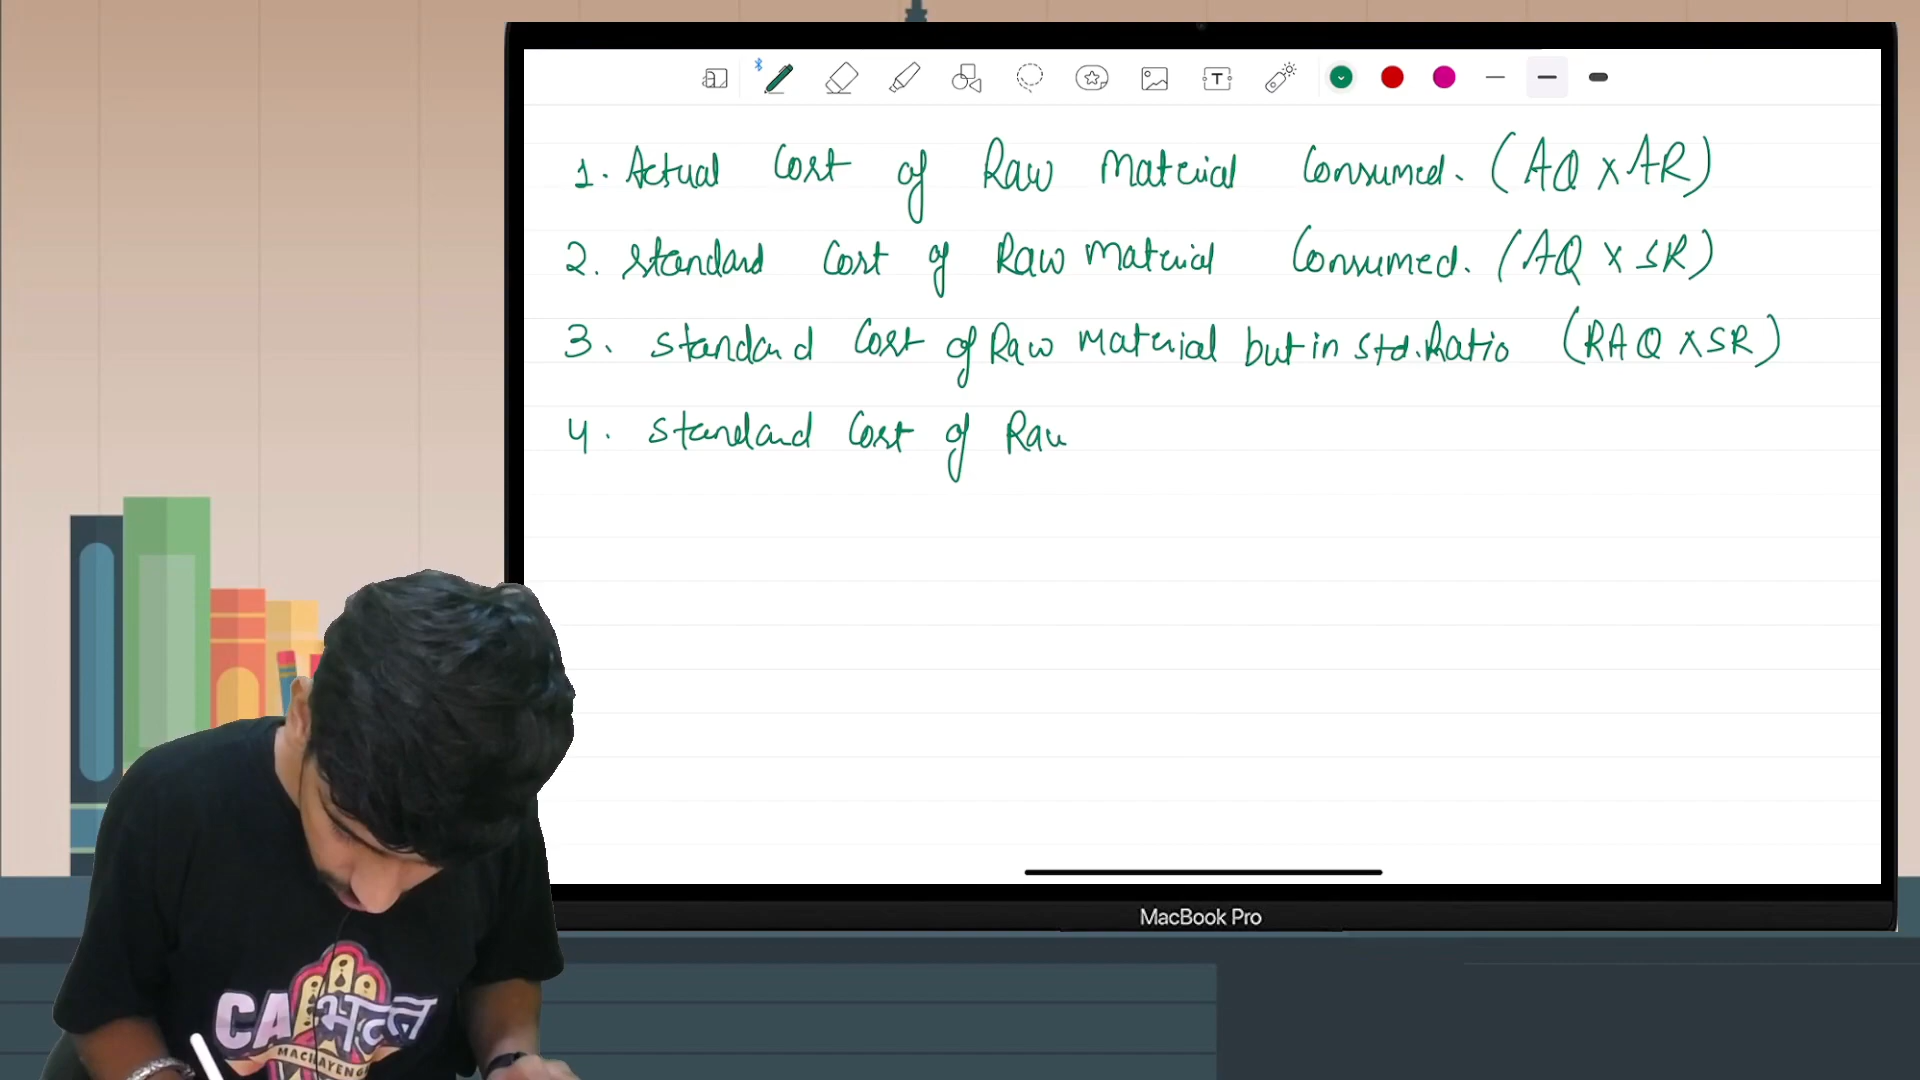 1. Actual Cost of Raw Material Consumed. (AQ x AR)
2. Standard Cost of Raw Material Consumed. (AQ x SR)
3. Standard Cost of Raw Material but in Std. Ratio (RAQ x SR)
4. Standard Cost of Raw
MacBook Pro
CA भगत
MACHAYENGE